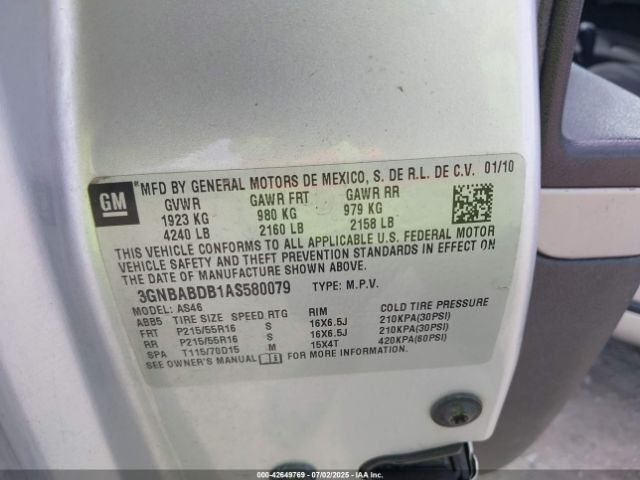 GM
MFD BY GENERAL MOTORS DE MEXICO, S. DE R.L. DE C.V. 01/10
GVWR GAWR FRT GAWR RR
1923 KG 980 KG 979 KG
4240 LB 2160 LB 2158 LB
THIS VEHICLE CONFORMS TO ALL APPLICABLE U.S. FEDERAL MOTOR
VEHICLE SAFETY AND THEFT PREVENTION STANDARDS IN EFFECT ON
THE DATE OF MANUFACTURE SHOWN ABOVE.
3GNBABDB1AS580079 TYPE: M.P.V.
MODEL: AS46
ABB5 TIRE SIZE SPEED RTG RIM COLD TIRE PRESSURE
FRT P215/55R16 S 16X6.5J 210KPA(30PSI)
RR P215/55R16 S 16X6.5J 210KPA(30PSI)
SPA T115/70D15 M 15X4T 420KPA(60PSI)
SEE OWNER'S MANUAL FOR MORE INFORMATION.
000-42649769 - 07/02/2025 - IAAI.COM